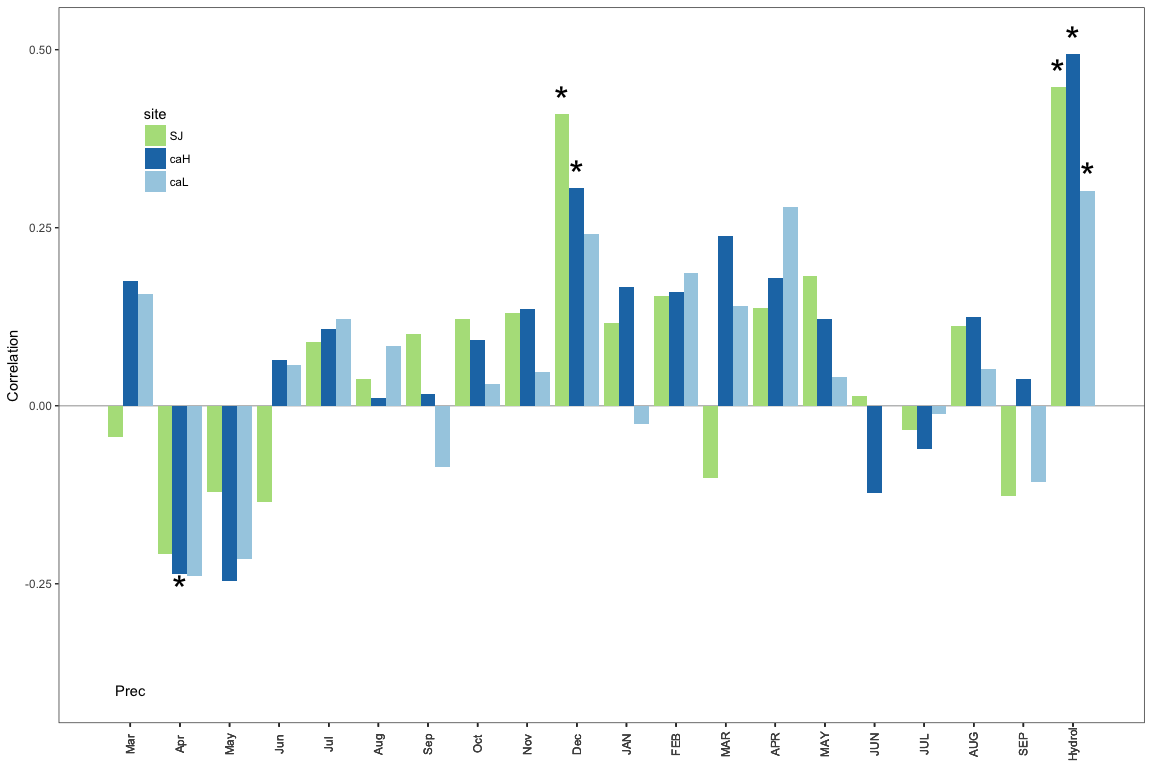 0.50
0.25
0.00
-0.25
Correlation
site
SJ
caH
caL
*
*
*
*
*
*
Prec
Mar
Apr
May
Jun
Jul
Aug
Sep
Oct
Nov
Dec
JAN
FEB
MAR
APR
MAY
JUN
JUL
AUG
SEP
Hydrol